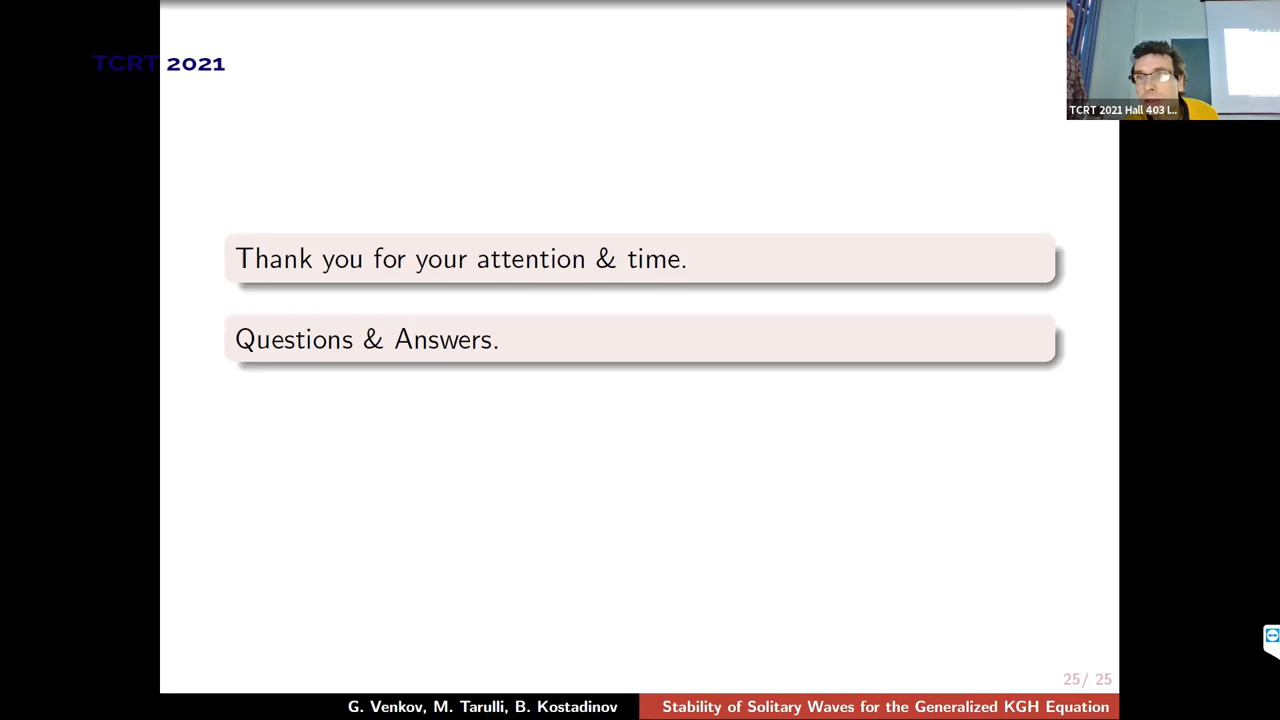 TCRT 2021
TCRT 2021 Hall 403 I...
Thank you for your attention & time.
Questions & Answers.
25/ 25
G. Venkov, M. Tarulli, B. Kostadinov
Stability of Solitary Waves for the Generalized KGH Equation